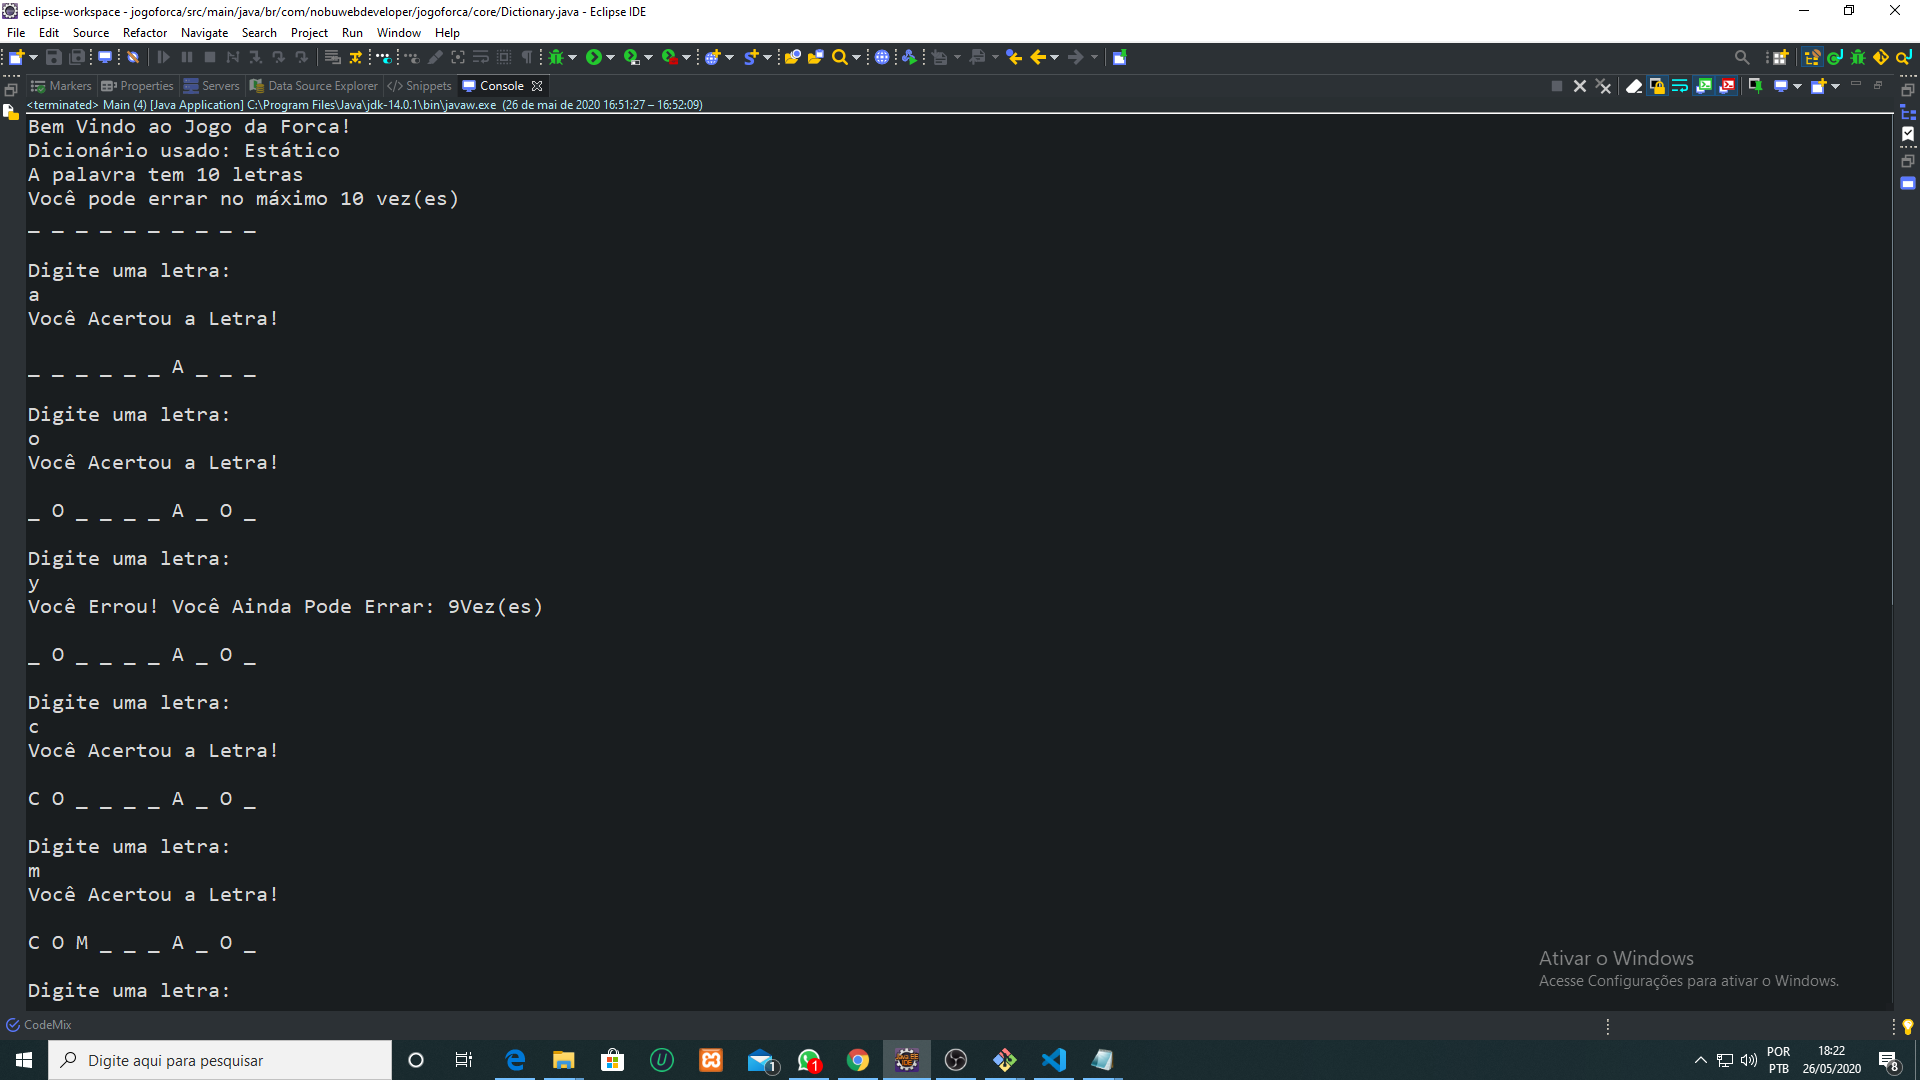 eclipse-workspace - jogoforca/src/main/java/br/com/nobuwebdeveloper/jogoforca/core/Dictionary.java - Eclipse IDE
File Edit Source Refactor Navigate Search Project Run Window Help
Markers Properties Servers Data Source Explorer Snippets Console
<terminated> Main (4) [Java Application] C:\Program Files\Java\jdk-14.0.1\bin\javaw.exe (26 de mai de 2020 16:51:27 – 16:52:09)
Bem Vindo ao Jogo da Forca!
Dicionário usado: Estático
A palavra tem 10 letras
Você pode errar no máximo 10 vez(es)
_ _ _ _ _ _ _ _ _ _
Digite uma letra:
a
Você Acertou a Letra!
_ _ _ _ _ _ A _ _ _
Digite uma letra:
o
Você Acertou a Letra!
_ O _ _ _ _ A _ O _
Digite uma letra:
y
Você Errou! Você Ainda Pode Errar: 9Vez(es)
_ O _ _ _ _ A _ O _
Digite uma letra:
c
Você Acertou a Letra!
C O _ _ _ _ A _ O _
Digite uma letra:
m
Você Acertou a Letra!
C O M _ _ _ A _ O _
Digite uma letra:
Ativar o Windows
Acesse Configurações para ativar o Windows.
CodeMix
Digite aqui para pesquisar
1
1
POR
PTB
18:22
26/05/2020
8